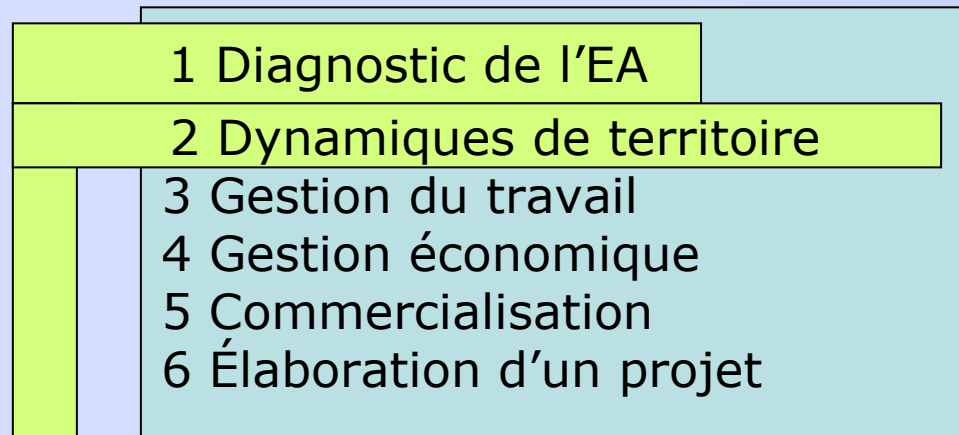 1 Diagnostic de l’EA
2 Dynamiques de territoire
3 Gestion du travail
4 Gestion économique
5 Commercialisation
6 Élaboration d’un projet